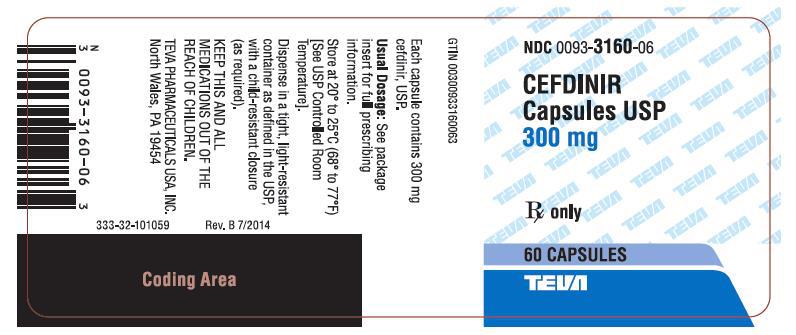 NDC 0093-3160-06
CEFDINIR
Capsules USP
300 mg
Rx only
60 CAPSULES
TEVA
GTIN 00300933160063
Each capsule contains 300 mg
cefdinir, USP.
Usual Dosage: See package
insert for full prescribing
information.
Store at 20° to 25°C (68° to 77°F)
[See USP Controlled Room
Temperature].
Dispense in a tight, light-resistant
container as defined in the USP,
with a child-resistant closure
(as required).
KEEP THIS AND ALL
MEDICATIONS OUT OF THE
REACH OF CHILDREN.
TEVA PHARMACEUTICALS USA, INC.
North Wales, PA 19454
N
3 0093-3160-06 3
333-32-101059 Rev. B 7/2014
Coding Area